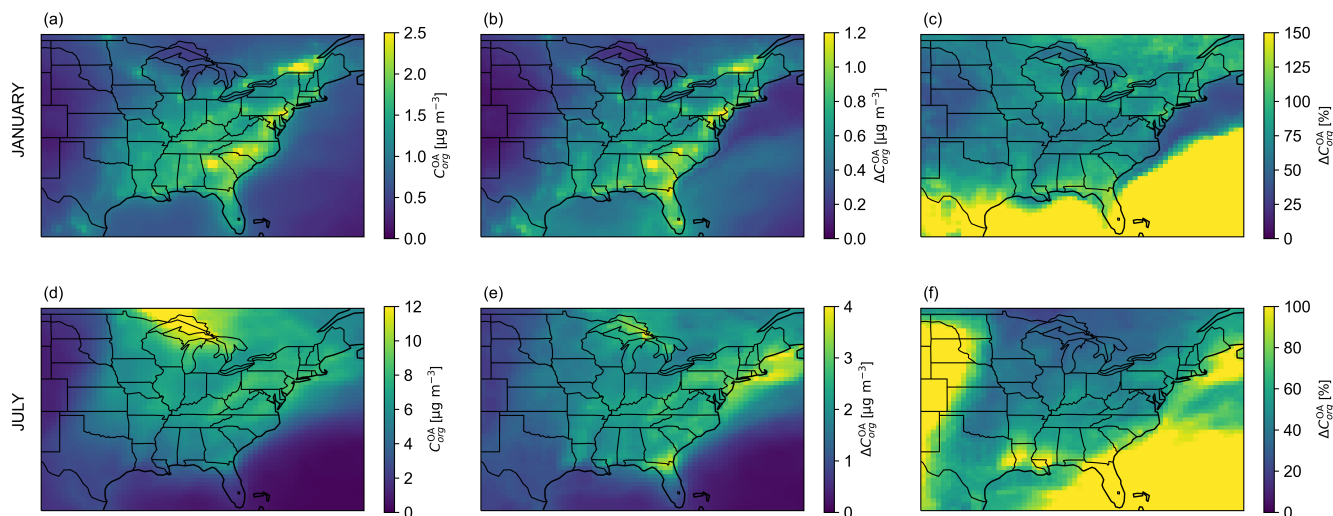 (a)
(b)
(c)
JANUARY
2.5
2.0
1.5
1.0
0.5
0.0
C_org^OA [µg m⁻³]
1.2
1.0
0.8
0.6
0.4
0.2
0.0
ΔC_org^OA [µg m⁻³]
150
125
100
75
50
25
0
ΔC_org^OA [%]
(d)
(e)
(f)
JULY
12
10
8
6
4
2
0
C_org^OA [µg m⁻³]
4
3
2
1
0
ΔC_org^OA [µg m⁻³]
100
80
60
40
20
0
ΔC_org^OA [%]